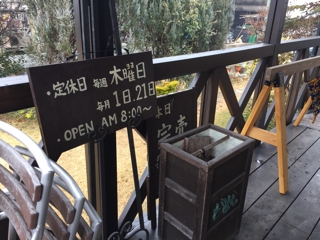 ・定休日 毎週 木曜日
毎月 1日.21日
・OPEN AM 8:00～